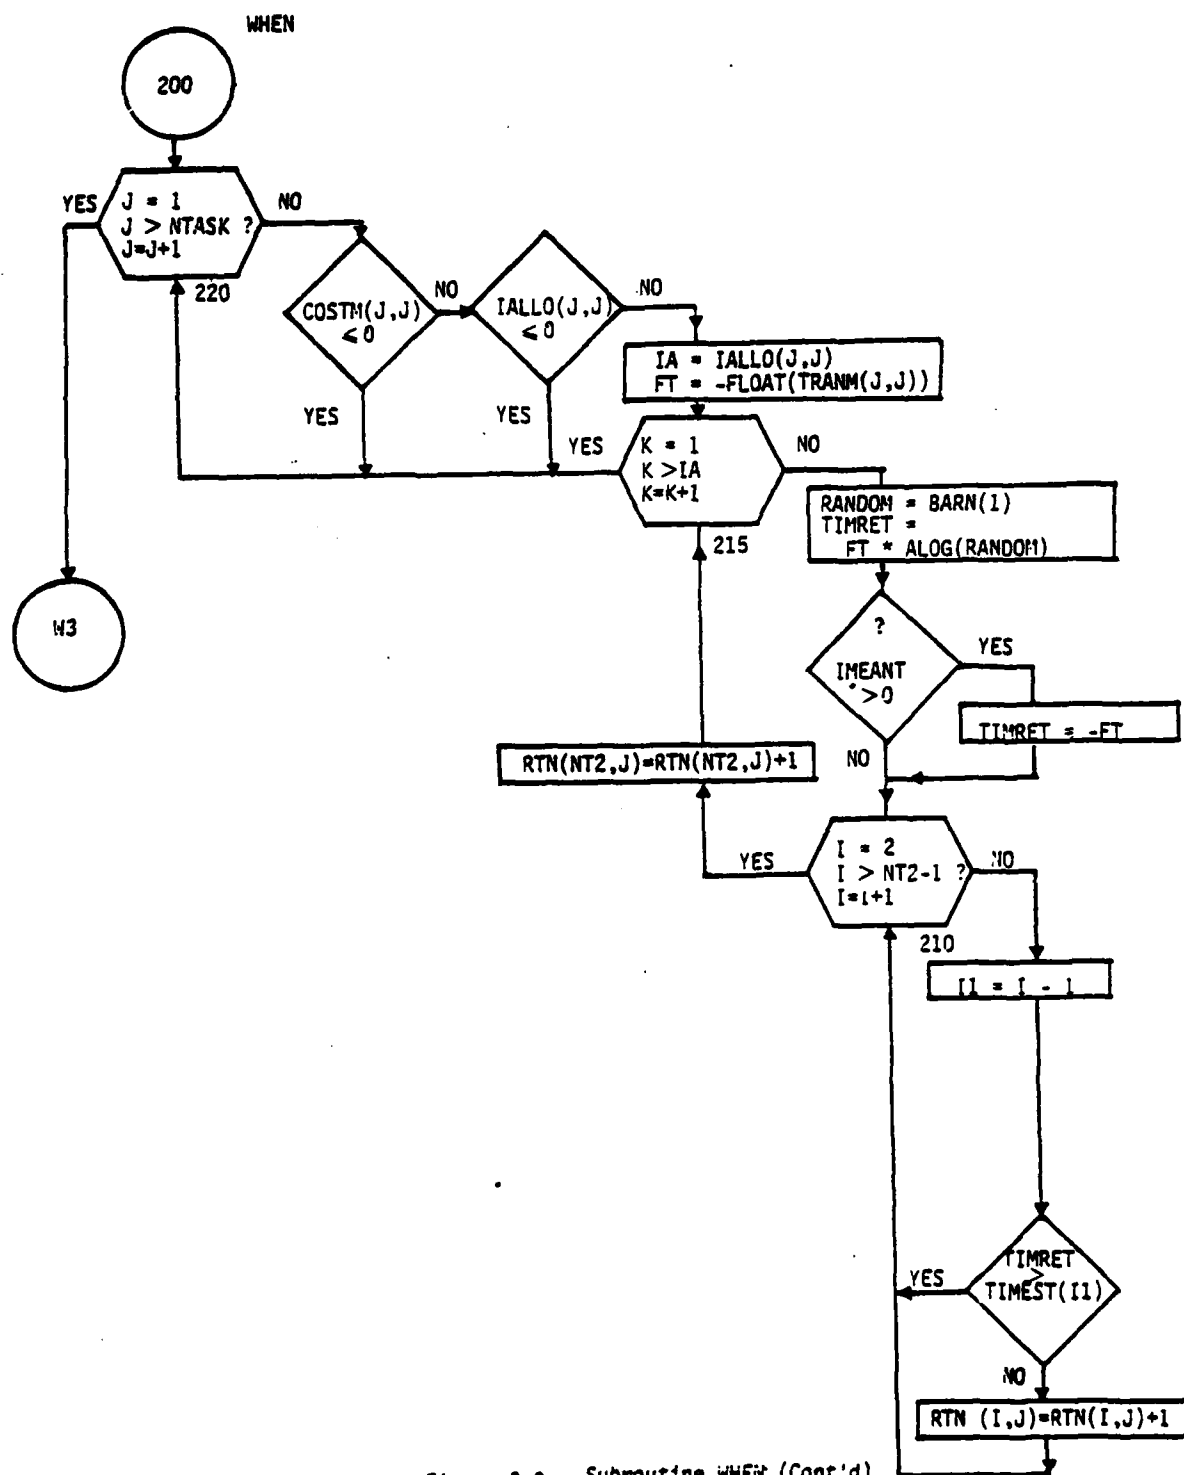 WHEN
200
YES
J = 1
J > NTASK ?
J=J+1
NO
220
COSTM(J,J)
≤ 0
NO
YES
IALLO(J,J)
≤ 0
NO
YES
IA = IALLO(J,J)
FT = -FLOAT(TRANM(J,J))
YES
K = 1
K >IA
K=K+1
NO
215
RANDOM = BARN(1)
TIMRET =
FT * ALOG(RANDOM)
W3
?
IMEANT
>0
YES
TIMRET = -FT
NO
RTN(NT2,J)=RTN(NT2,J)+1
YES
I = 2
I > NT2-1 ?
I=I+1
NO
210
I1 = I - 1
TIMRET
>
TIMEST(I1)
YES
NO
RTN (I,J)=RTN(I,J)+1
Subroutine WHEN (Cont'd)